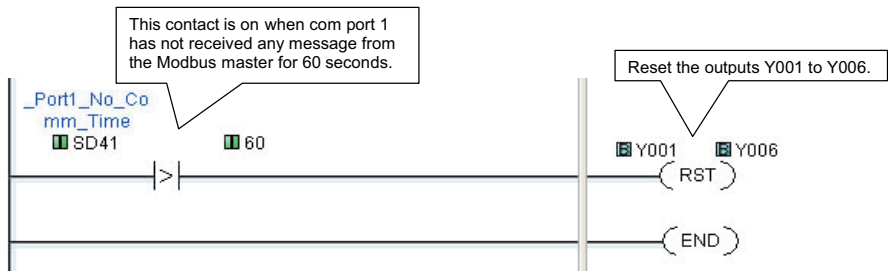 This contact is on when com port 1
has not received any message from
the Modbus master for 60 seconds.
Reset the outputs Y001 to Y006.
_Port1_No_Co
mm_Time
SD41 60
B Y001 B Y006
>
RST
END